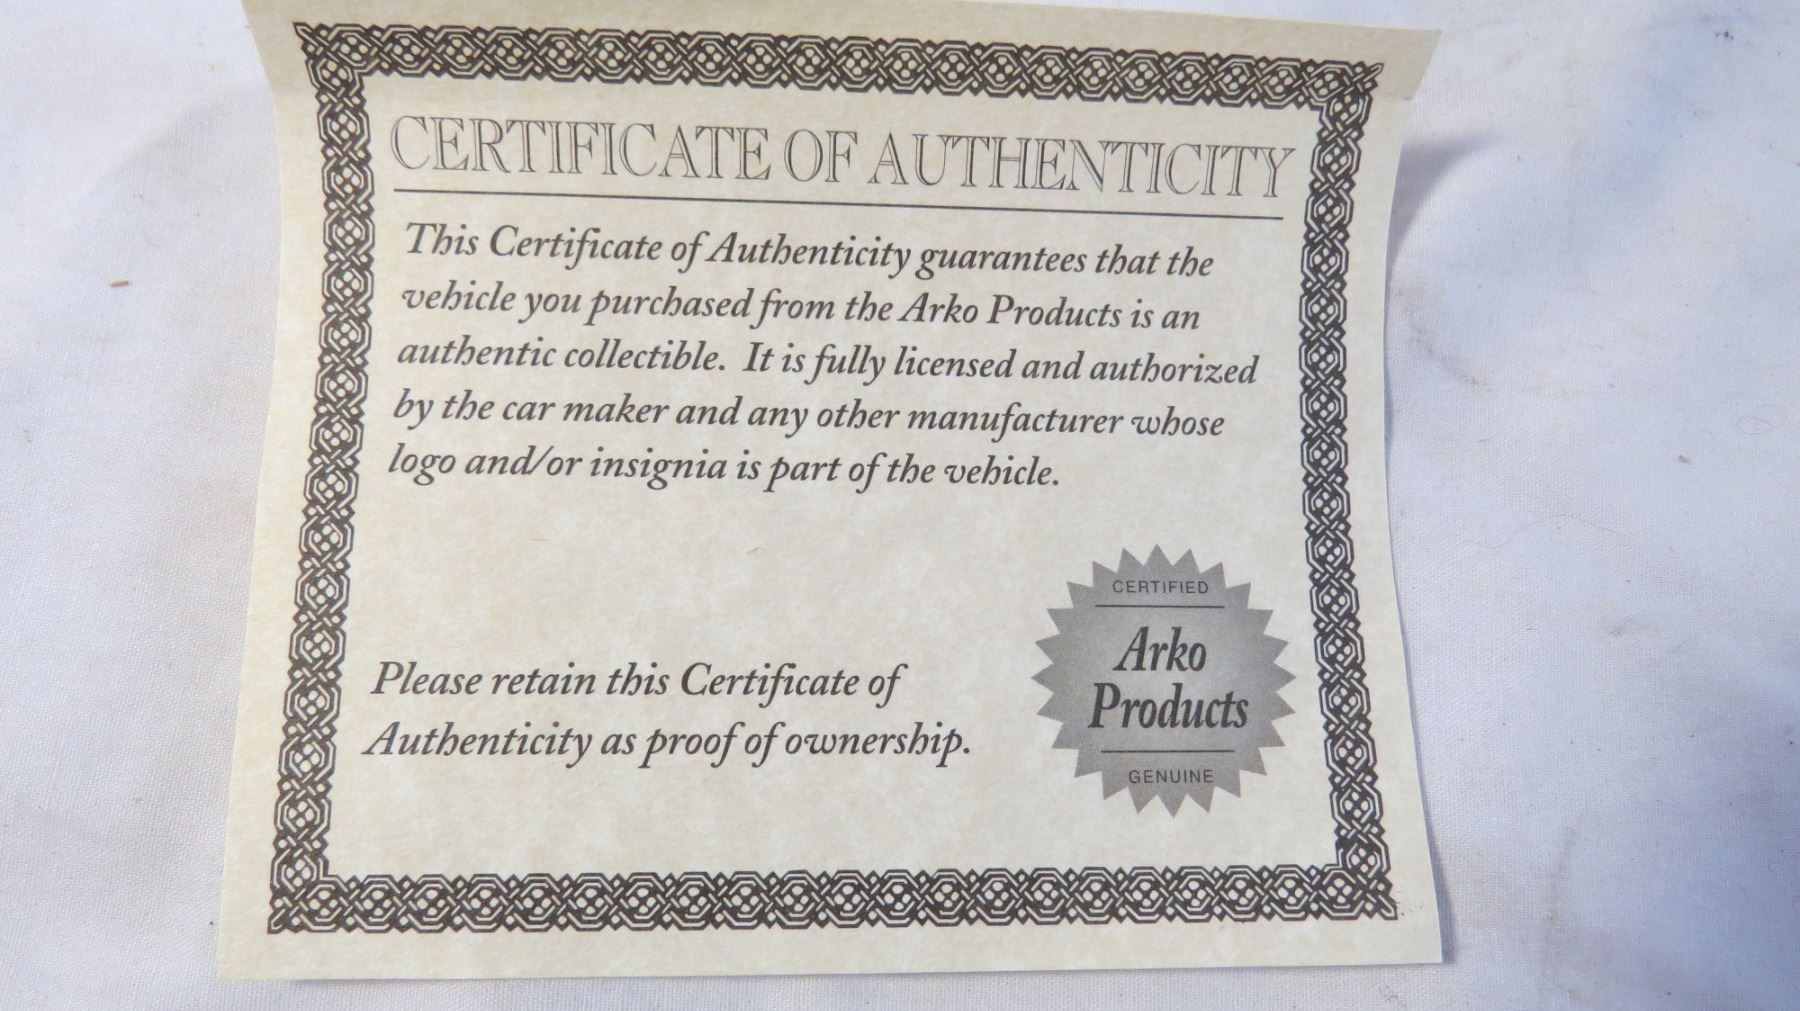 CERTIFICATE OF AUTHENTICITY
This Certificate of Authenticity guarantees that the
vehicle you purchased from the Arko Products is an
authentic collectible. It is fully licensed and authorized
by the car maker and any other manufacturer whose
logo and/or insignia is part of the vehicle.
Please retain this Certificate of
Authenticity as proof of ownership.
CERTIFIED
Arko
Products
GENUINE